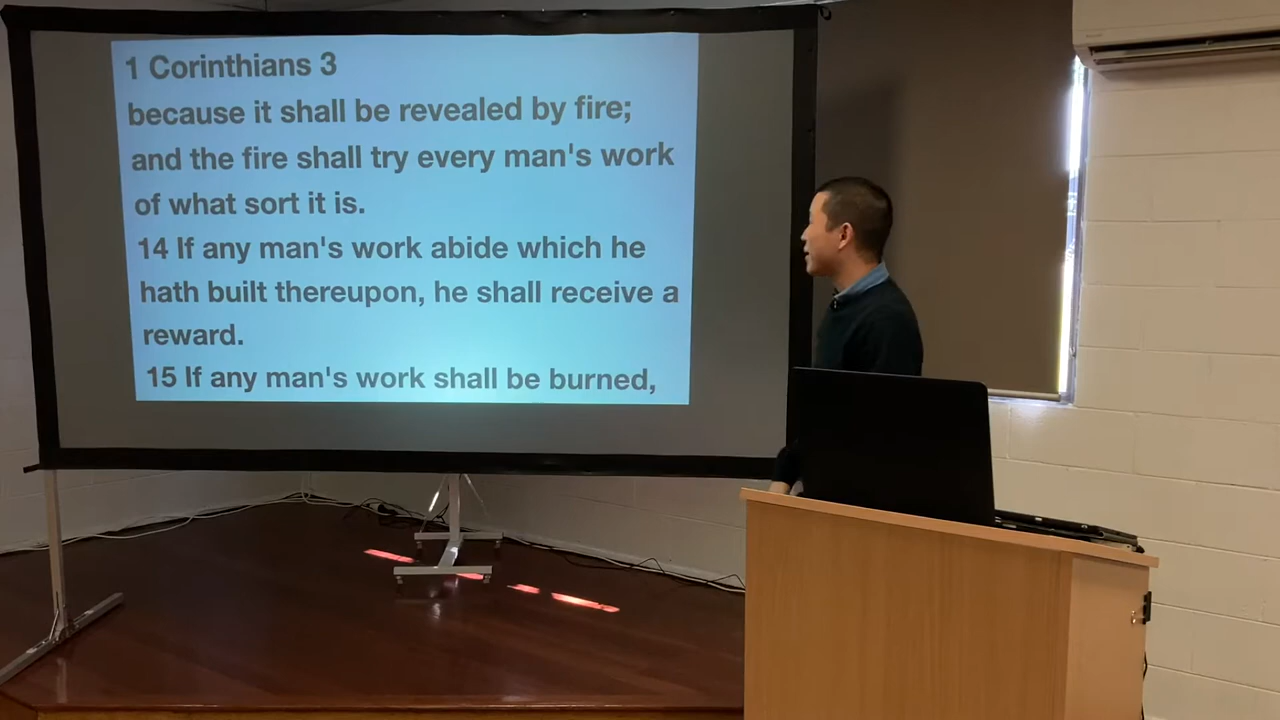 1 Corinthians 3
because it shall be revealed by fire;
and the fire shall try every man's work
of what sort it is.
14 If any man's work abide which he
hath built thereupon, he shall receive a
reward.
15 If any man's work shall be burned,